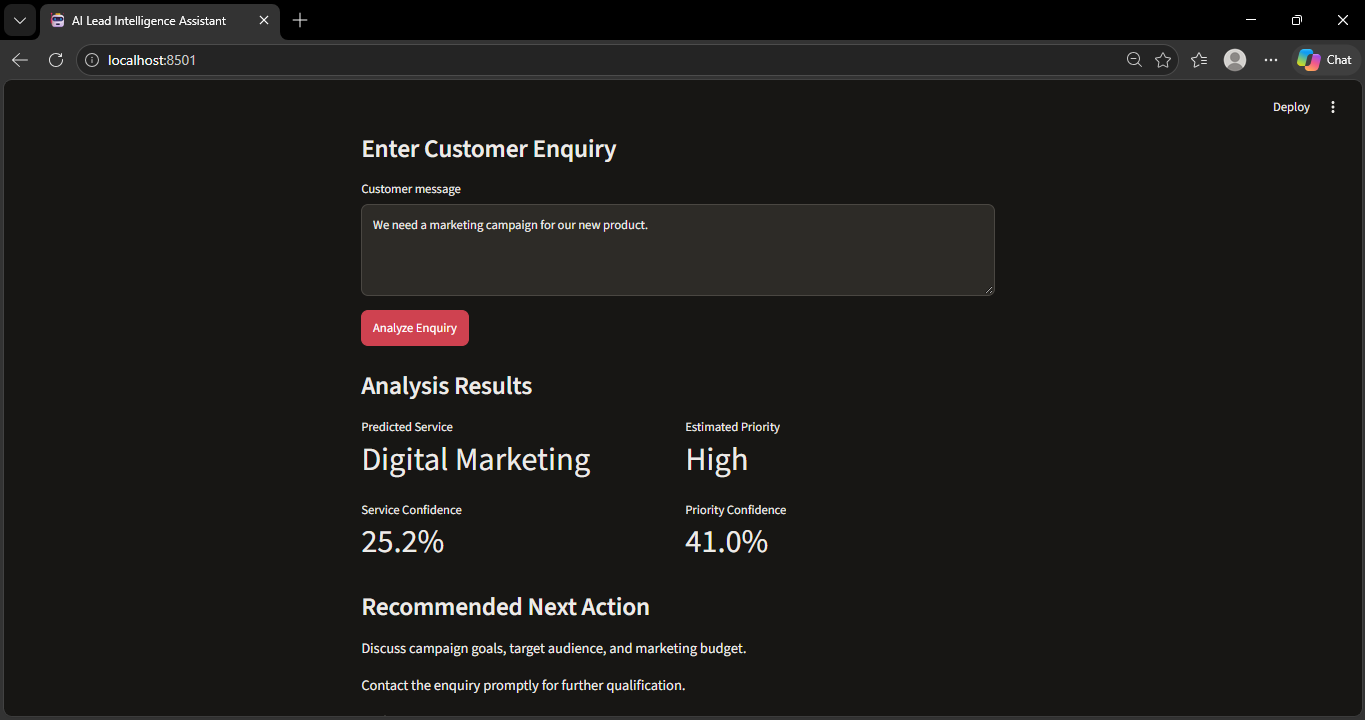 AI Lead Intelligence Assistant
localhost:8501
Chat
Deploy
Enter Customer Enquiry
Customer message
We need a marketing campaign for our new product.
Analyze Enquiry
Analysis Results
Predicted Service
Estimated Priority
Digital Marketing
High
Service Confidence
Priority Confidence
25.2%
41.0%
Recommended Next Action
Discuss campaign goals, target audience, and marketing budget.
Contact the enquiry promptly for further qualification.